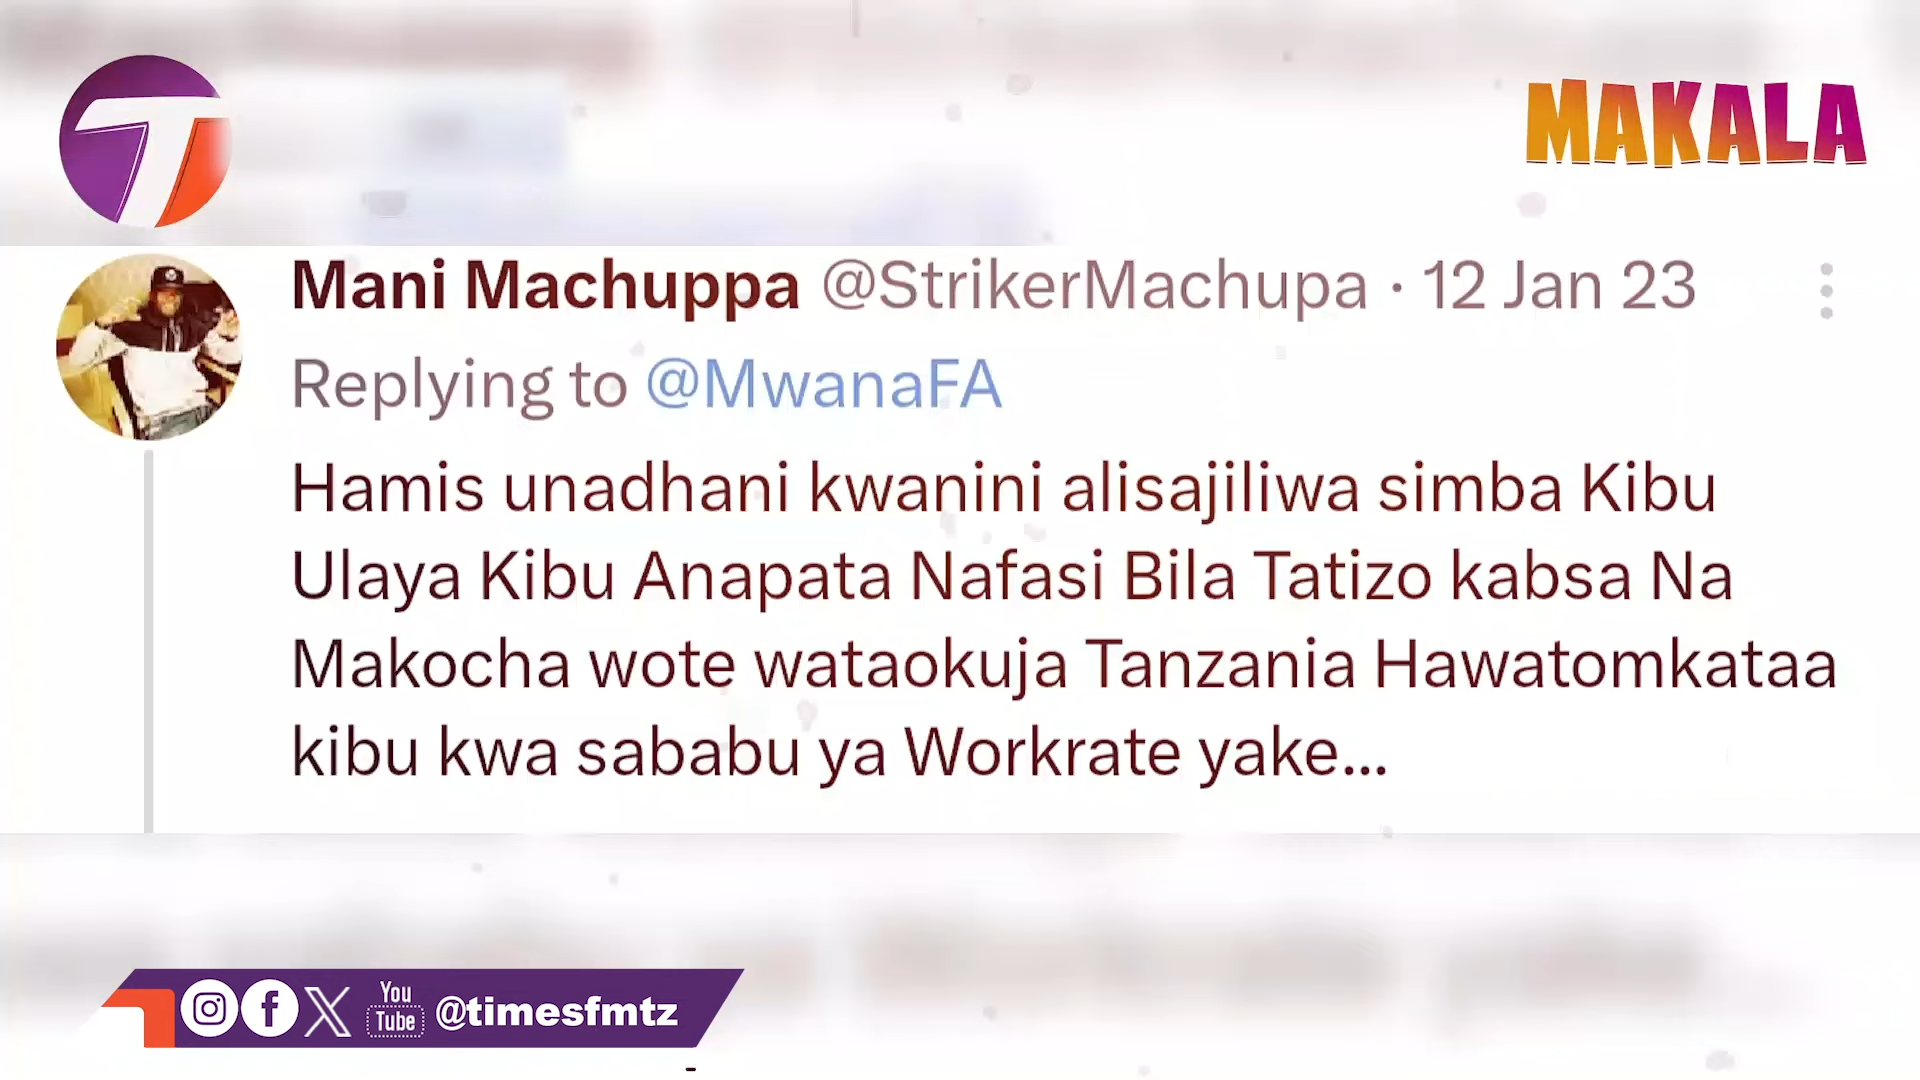 MAKALA
Mani Machuppa @StrikerMachupa · 12 Jan 23
Replying to @MwanaFA
Hamis unadhani kwanini alisajiliwa simba Kibu
Ulaya Kibu Anapata Nafasi Bila Tatizo kabsa Na
Makocha wote wataokuja Tanzania Hawatomkataa
kibu kwa sababu ya Workrate yake...
You
Tube
@timesfmtz